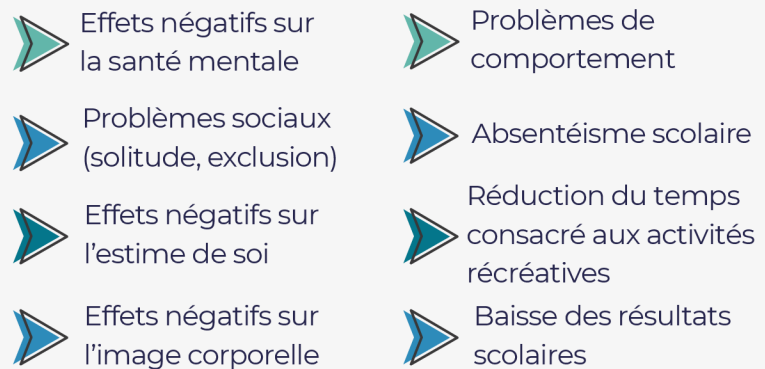 Effets négatifs sur
la santé mentale
Problèmes sociaux
(solitude, exclusion)
Effets négatifs sur
l'estime de soi
Effets négatifs sur
l'image corporelle
Problèmes de
comportement
Absentéisme scolaire
Réduction du temps
consacré aux activités
récréatives
Baisse des résultats
scolaires